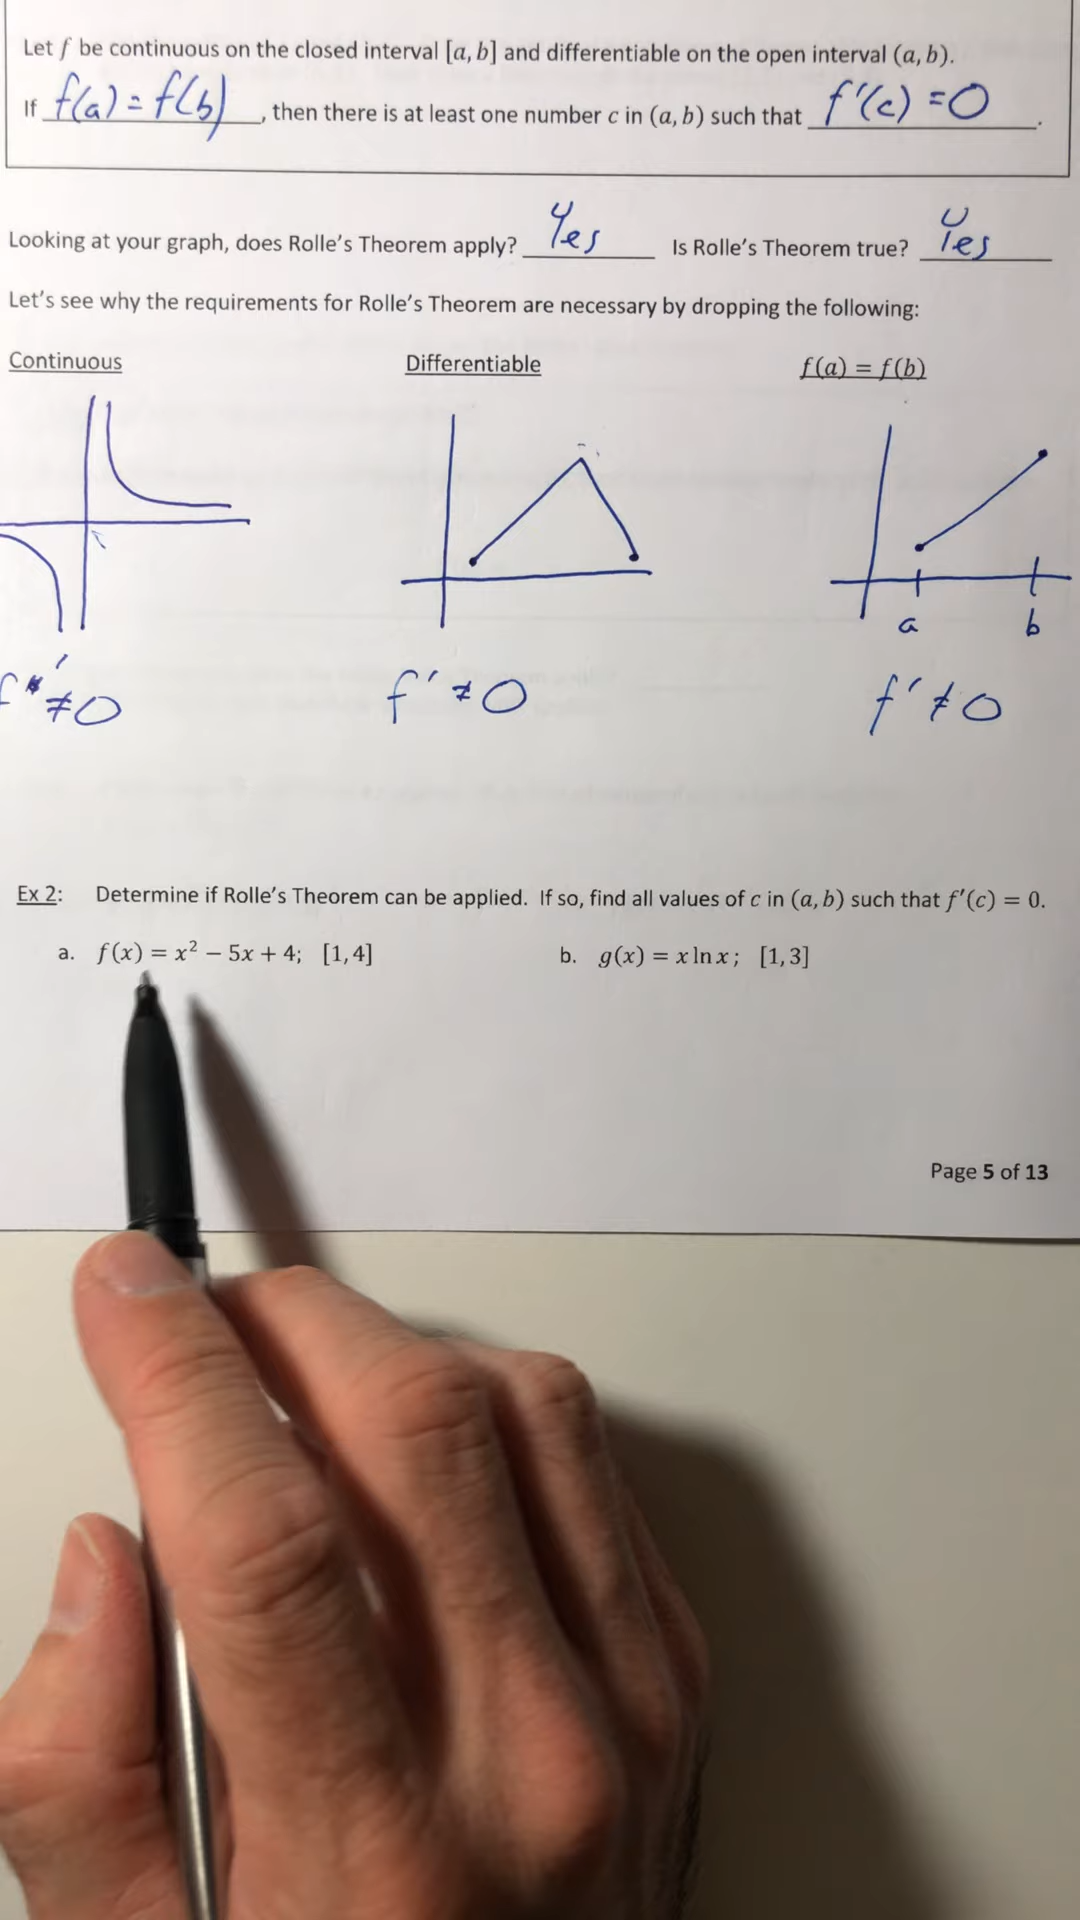 Let f be continuous on the closed interval [a, b] and differentiable on the open interval (a, b).
If f(a) = f(b), then there is at least one number c in (a, b) such that f'(c) = 0.
Looking at your graph, does Rolle's Theorem apply? Yes Is Rolle's Theorem true? Yes
Let's see why the requirements for Rolle's Theorem are necessary by dropping the following:
Continuous Differentiable f(a) = f(b)
a b
f' ≠ 0 f' ≠ 0 f' ≠ 0
Ex 2: Determine if Rolle's Theorem can be applied. If so, find all values of c in (a, b) such that f'(c) = 0.
a. f(x) = x² − 5x + 4; [1, 4] b. g(x) = x ln x; [1, 3]
Page 5 of 13